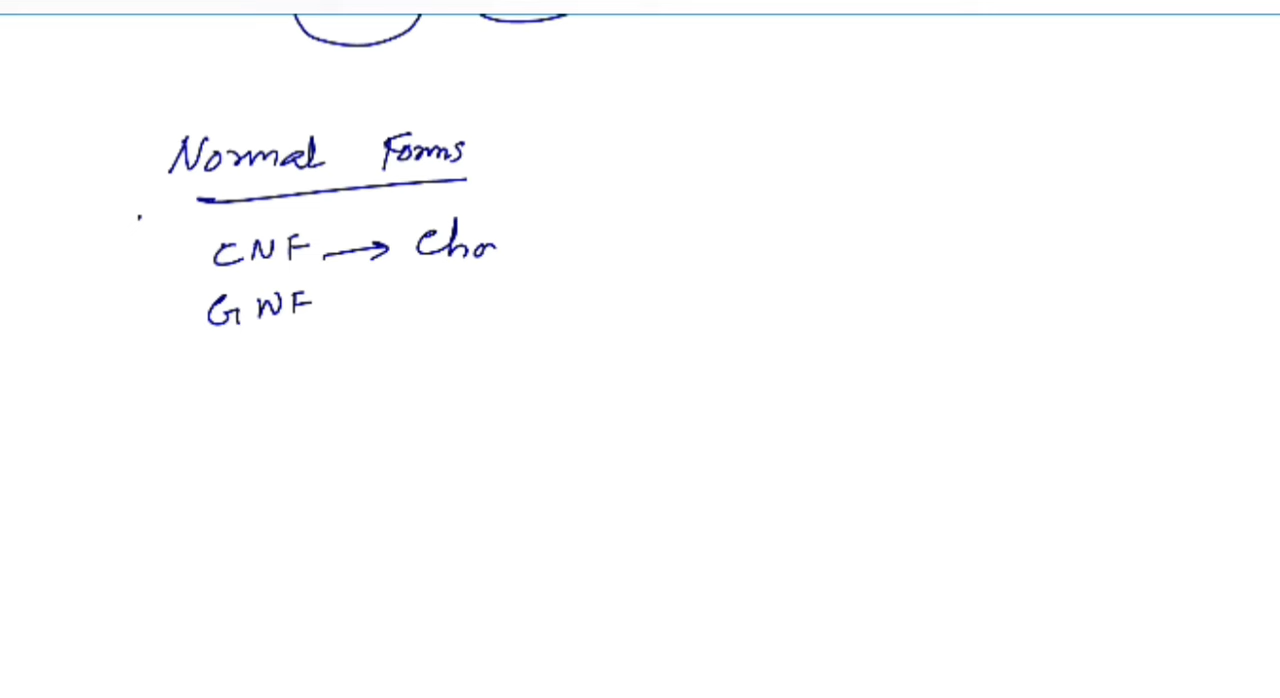 Normal Forms
CNF → Cho
GNF